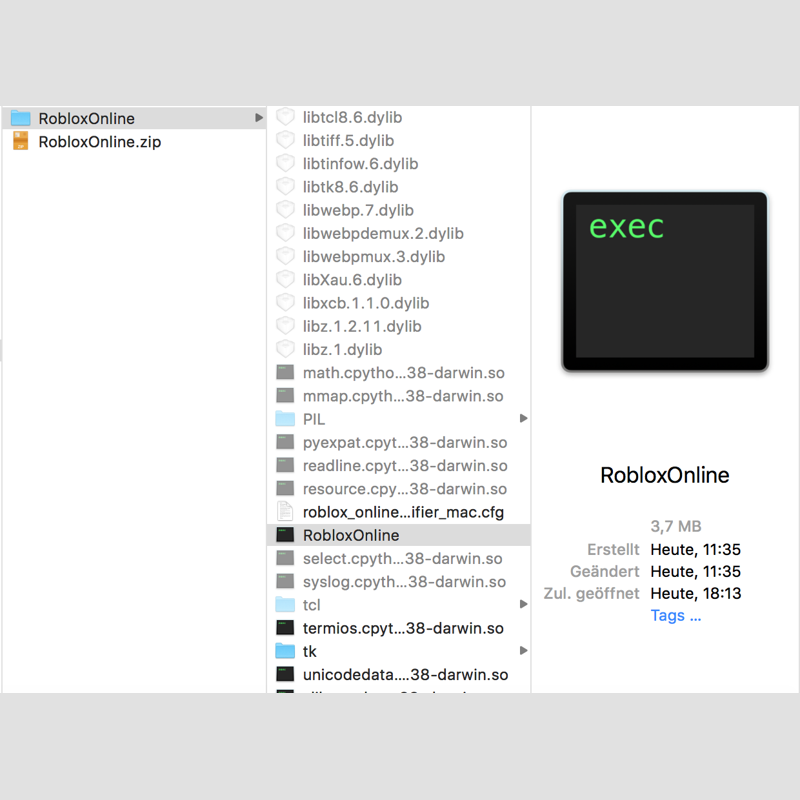 RobloxOnline
RobloxOnline.zip
libtcl8.6.dylib
libtiff.5.dylib
libtinfow.6.dylib
libtk8.6.dylib
libwebp.7.dylib
libwebpdemux.2.dylib
libwebpmux.3.dylib
libXau.6.dylib
libxcb.1.1.0.dylib
libz.1.2.11.dylib
libz.1.dylib
math.cpytho...38-darwin.so
mmap.cpyth...38-darwin.so
PIL
pyexpat.cpyt...38-darwin.so
readline.cpyt...38-darwin.so
resource.cpy...38-darwin.so
roblox_online...ifier_mac.cfg
RobloxOnline
select.cpyth...38-darwin.so
syslog.cpyth...38-darwin.so
tcl
termios.cpyt...38-darwin.so
tk
unicodedata....38-darwin.so
exec
RobloxOnline
3,7 MB
Erstellt Heute, 11:35
Geändert Heute, 11:35
Zul. geöffnet Heute, 18:13
Tags ...